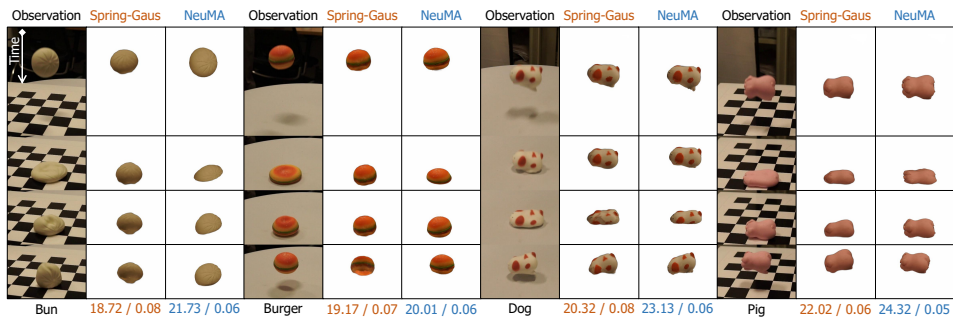 Observation Spring-Gaus NeuMA Observation Spring-Gaus NeuMA Observation Spring-Gaus NeuMA Observation Spring-Gaus NeuMA
Time
Bun 18.72 / 0.08 21.73 / 0.06 Burger 19.17 / 0.07 20.01 / 0.06 Dog 20.32 / 0.08 23.13 / 0.06 Pig 22.02 / 0.06 24.32 / 0.05